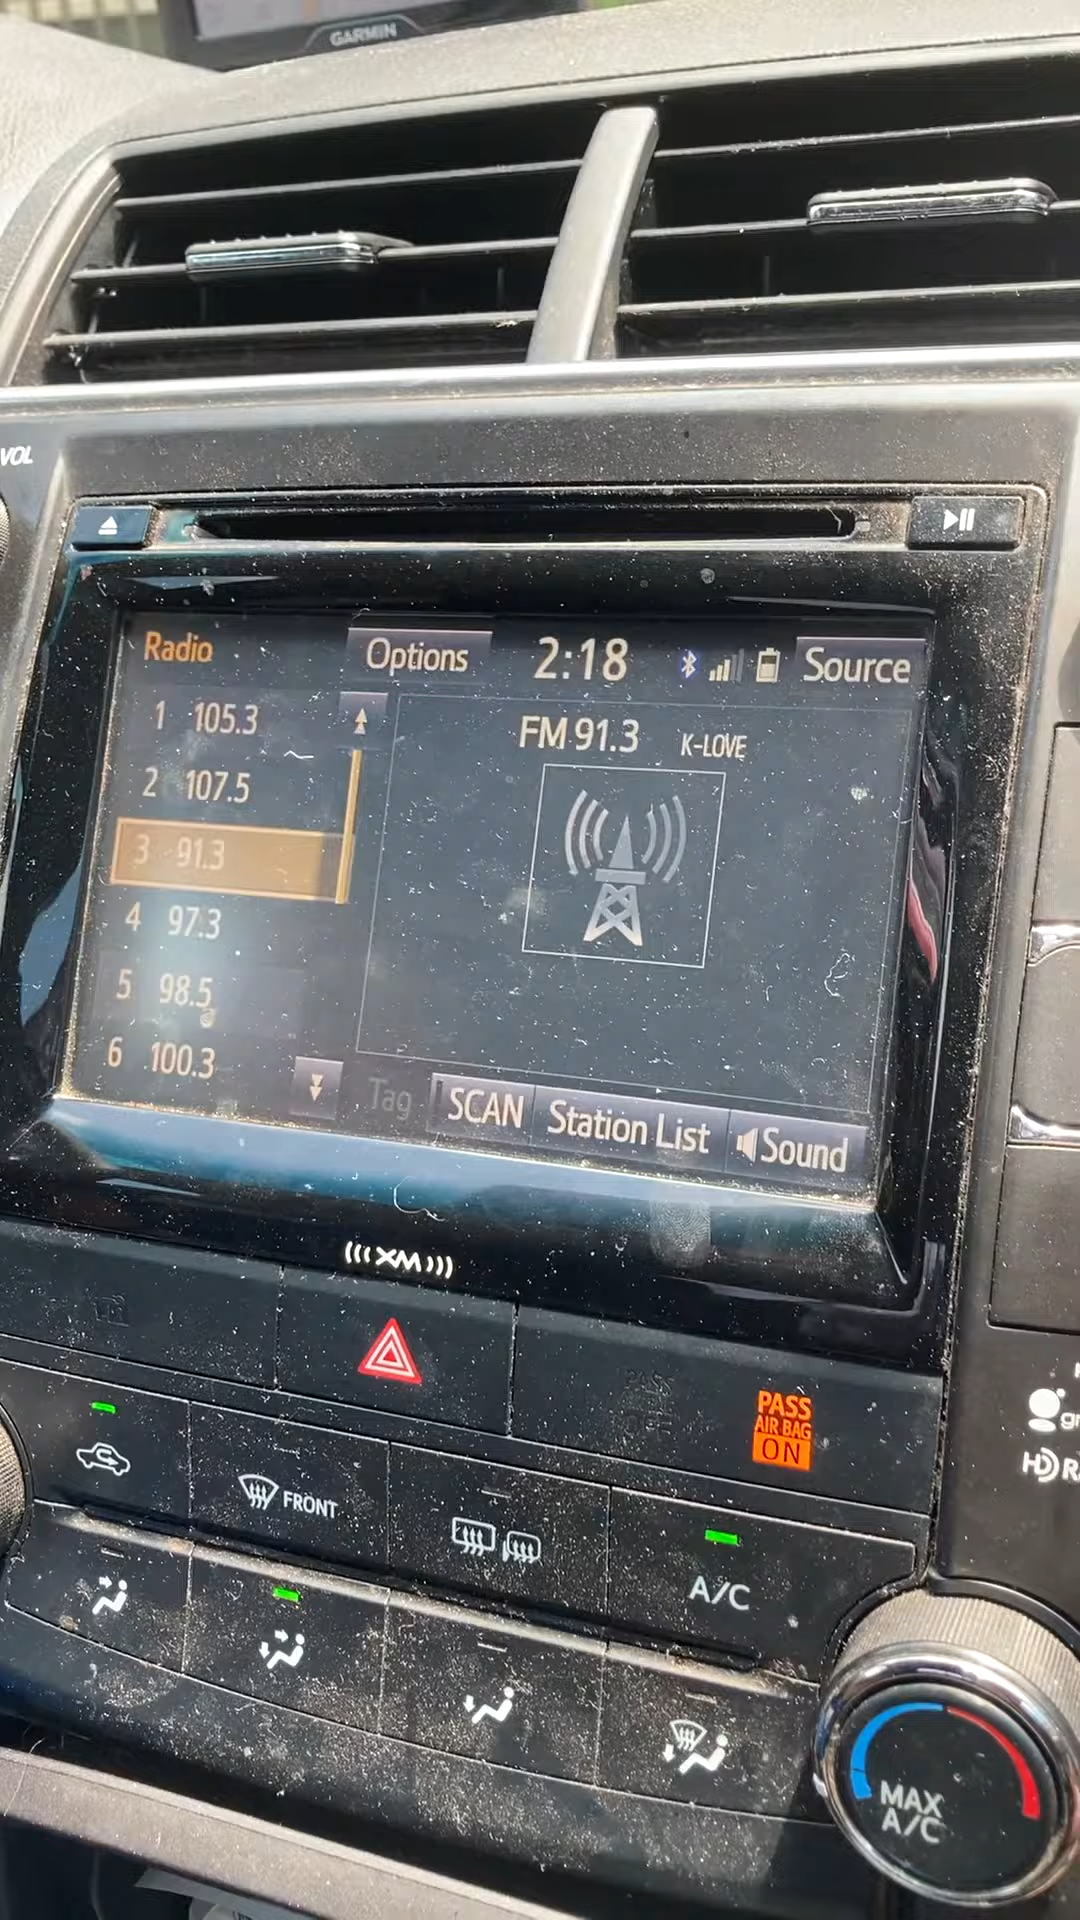 GARMIN
VOL
Radio
Options
2:18
Source
1 105.3
2 107.5
3 91.3
4 97.3
5 98.5
6 100.3
FM 91.3 K-LOVE
Tag
SCAN
Station List
Sound
(((XM)))
PASS
AIR BAG
ON
FRONT
A/C
MAX
A/C
HD